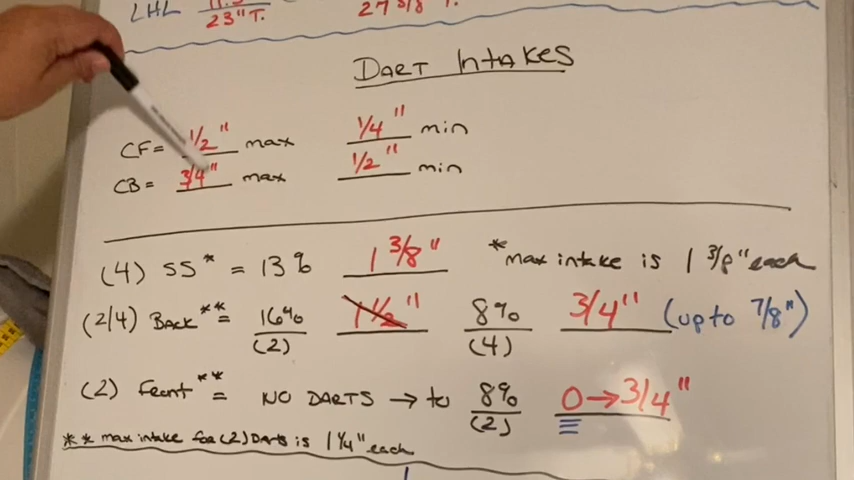 LHL 23" T. 27 3/8 T.
DART INTAKES
CF= 1/2" max 1/4" min
CB= 3/4" max 1/2" min
(4) SS* = 13% 1 3/8" *max intake is 1 3/8" each
(2/4) BACK** = 16%/(2) 1 1/2" 8%/(4) 3/4" (up to 7/8")
(2) FRONT** = NO DARTS → to 8%/(2) 0→3/4"
** max intake for (2) Darts is 1 1/4" each